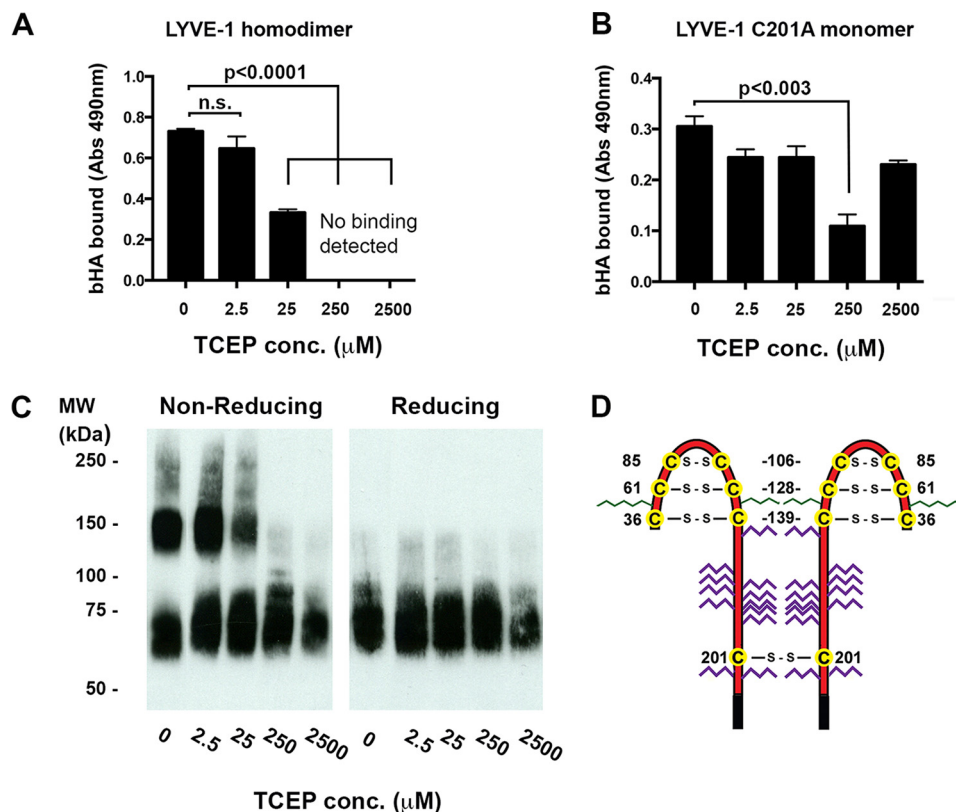 A
LYVE-1 homodimer
p<0.0001
n.s.
bHA bound (Abs 490nm)
1.0
0.8
0.6
0.4
0.2
0.0
No binding
detected
0 2.5 25 250 2500
TCEP conc. (μM)
B
LYVE-1 C201A monomer
p<0.003
bHA bound (Abs 490nm)
0.4
0.3
0.2
0.1
0.0
0 2.5 25 250 2500
TCEP conc. (μM)
C
MW
(kDa)
Non-Reducing
Reducing
250 -
150 -
100 -
75 -
50 -
0 2.5 25 250 2500
0 2.5 25 250 2500
TCEP conc. (μM)
D
85 C S - S C -106- C S - S C 85
61 C S - S C -128- C S - S C 61
36 C S - S C -139- C S - S C 36
201 C S - S C 201